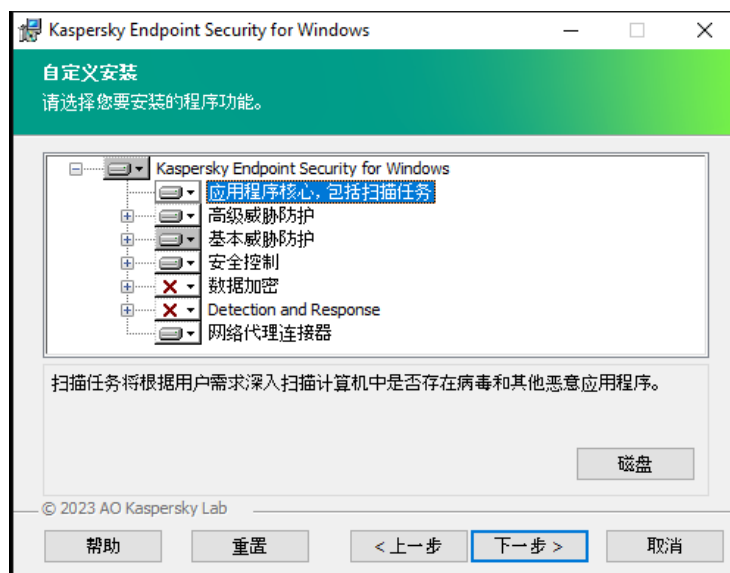 Kaspersky Endpoint Security for Windows
自定义安装
请选择您要安装的程序功能。
Kaspersky Endpoint Security for Windows
应用程序核心，包括扫描任务
高级威胁防护
基本威胁防护
安全控制
数据加密
Detection and Response
网络代理连接器
扫描任务将根据用户需求深入扫描计算机中是否存在病毒和其他恶意应用程序。
磁盘
© 2023 AO Kaspersky Lab
帮助 重置 < 上一步 下一步 > 取消